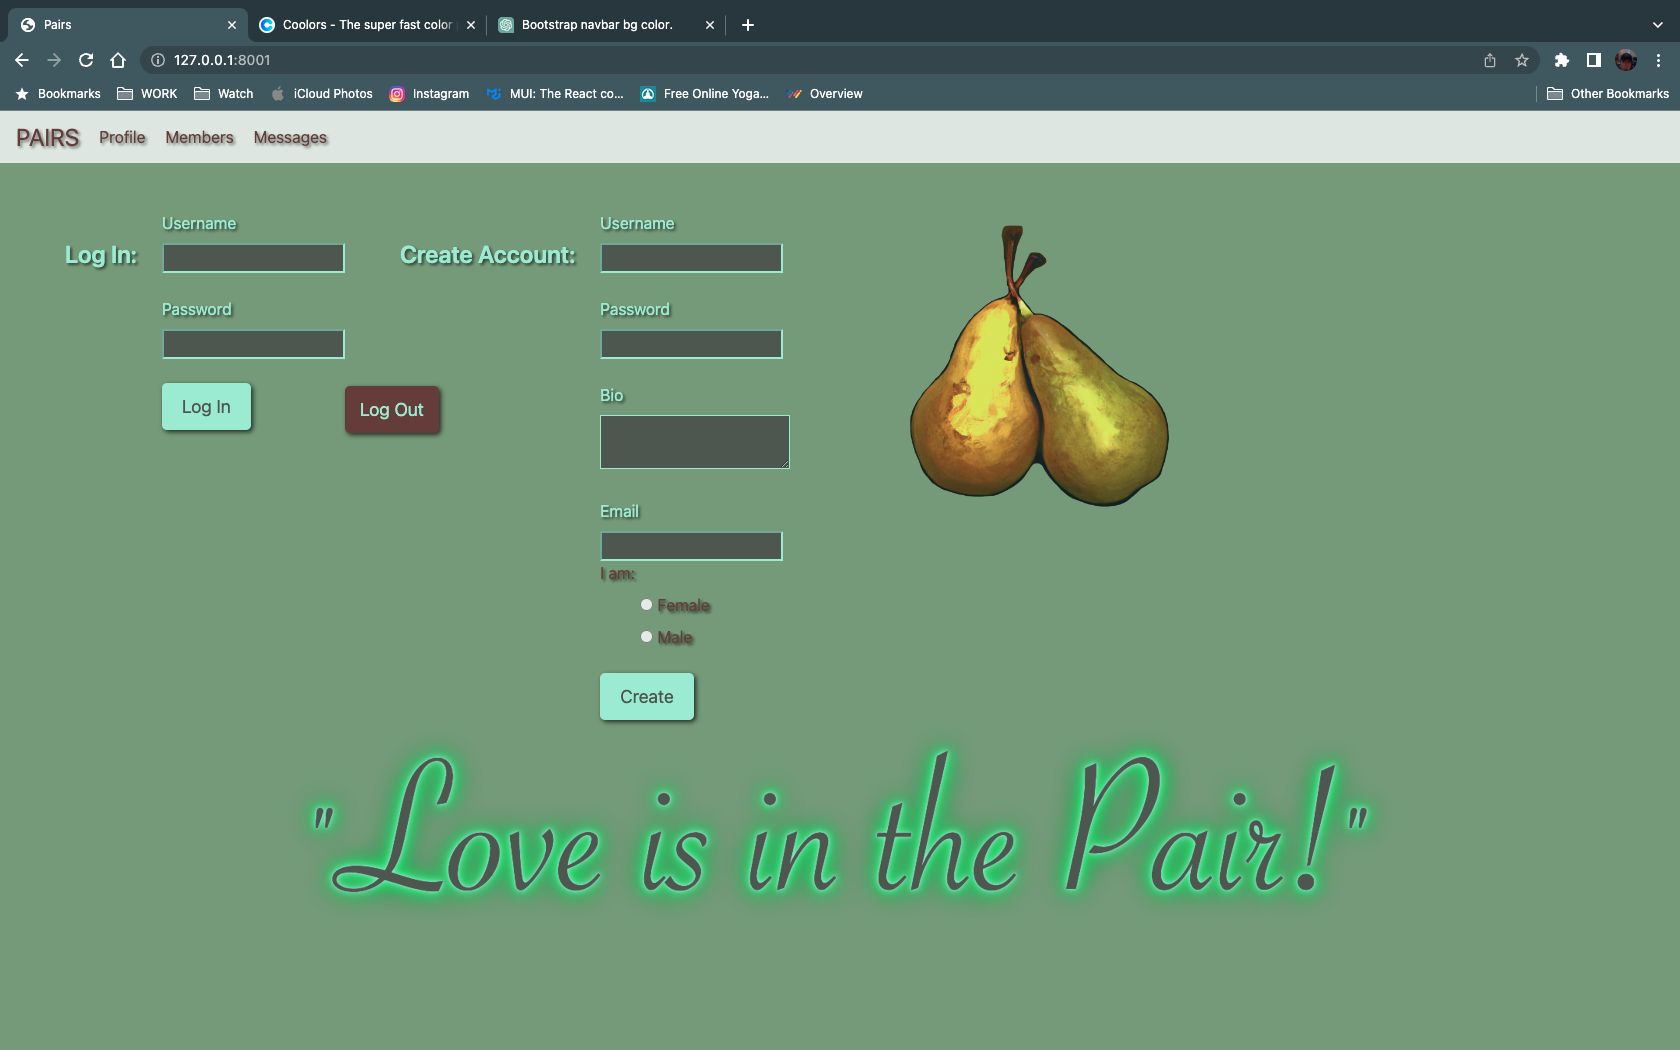 Pairs
Coolors - The super fast color
Bootstrap navbar bg color.
127.0.0.1:8001
Bookmarks
WORK
Watch
iCloud Photos
Instagram
MUI: The React co...
Free Online Yoga...
Overview
Other Bookmarks
PAIRS
Profile
Members
Messages
Log In:
Username
Password
Log In
Log Out
Create Account:
Username
Password
Bio
Email
I am:
Female
Male
Create
"Love is in the Pair!"